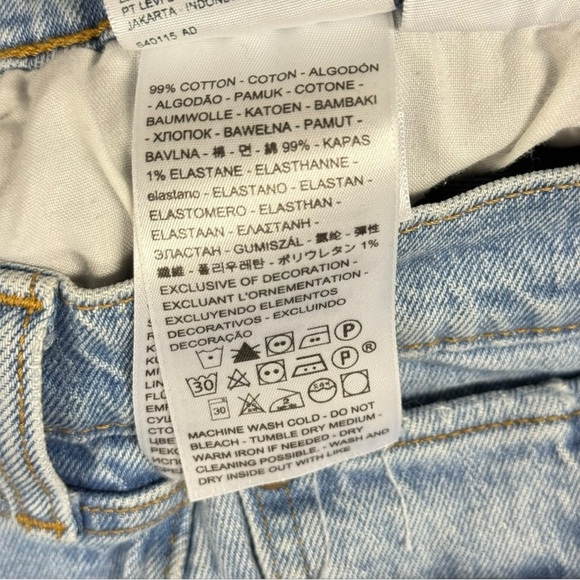 PT LEVI
JAKARTA - INDON
S40115 AD
99% COTTON - COTON - ALGODÓN
- ALGODÃO - PAMUK - COTONE -
BAUMWOLLE - KATOEN - BAMBAKI
- ХЛОПОК - BAWEŁNA - PAMUT -
BAVLNA - 棉 - 면 - 綿 99% - KAPAS
1% ELASTANE - ELASTHANNE -
elastano - ELASTANO - ELASTAN -
ELASTOMERO - ELASTHAN -
ELASTAAN - ΕΛΑΣΤΑΝΗ -
ЭЛАСТАН - GUMISZÁL - 氨纶 - 彈性
纖維 - 폴리우레탄 - ポリウレタン 1%
EXCLUSIVE OF DECORATION -
EXCLUANT L'ORNEMENTATION -
EXCLUYENDO ELEMENTOS
DECORATIVOS - EXCLUINDO
DECORAÇÃO
P
30 P ®
30
MACHINE WASH COLD - DO NOT
BLEACH - TUMBLE DRY MEDIUM -
WARM IRON IF NEEDED - DRY
CLEANING POSSIBLE. - WASH AND
DRY INSIDE OUT WITH LIKE